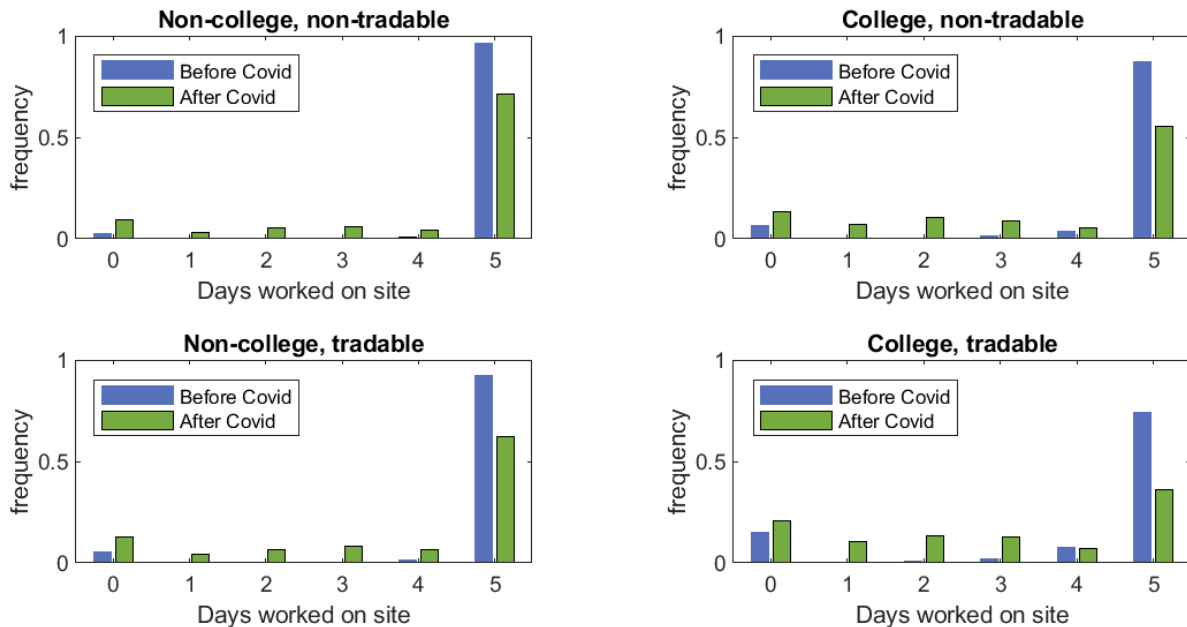 Non-college, non-tradable
1
0.5
0
frequency
Before Covid
After Covid
0 1 2 3 4 5
Days worked on site
College, non-tradable
1
0.5
0
frequency
Before Covid
After Covid
0 1 2 3 4 5
Days worked on site
Non-college, tradable
1
0.5
0
frequency
Before Covid
After Covid
0 1 2 3 4 5
Days worked on site
College, tradable
1
0.5
0
frequency
Before Covid
After Covid
0 1 2 3 4 5
Days worked on site